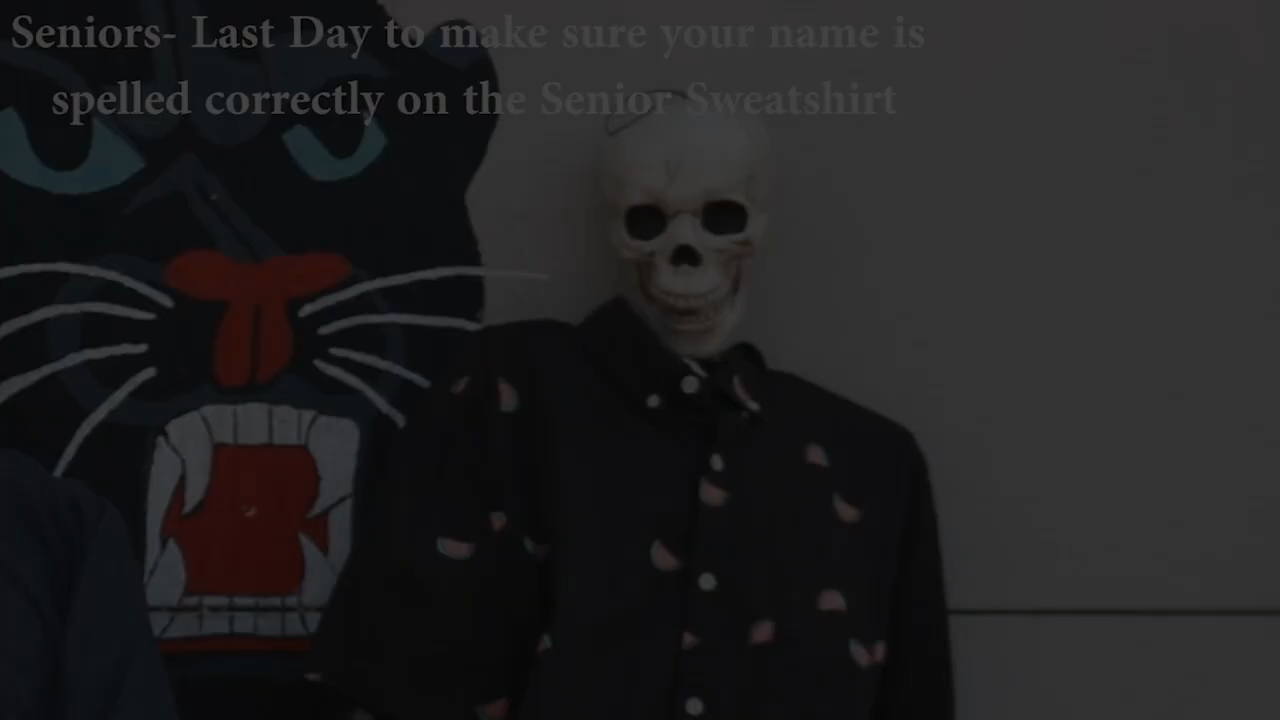 Seniors- Last Day to make sure your name is
spelled correctly on the Senior Sweatshirt